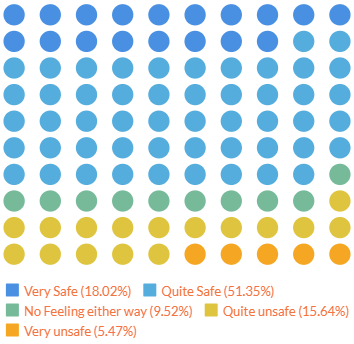 Very Safe (18.02%) Quite Safe (51.35%)
No Feeling either way (9.52%) Quite unsafe (15.64%)
Very unsafe (5.47%)